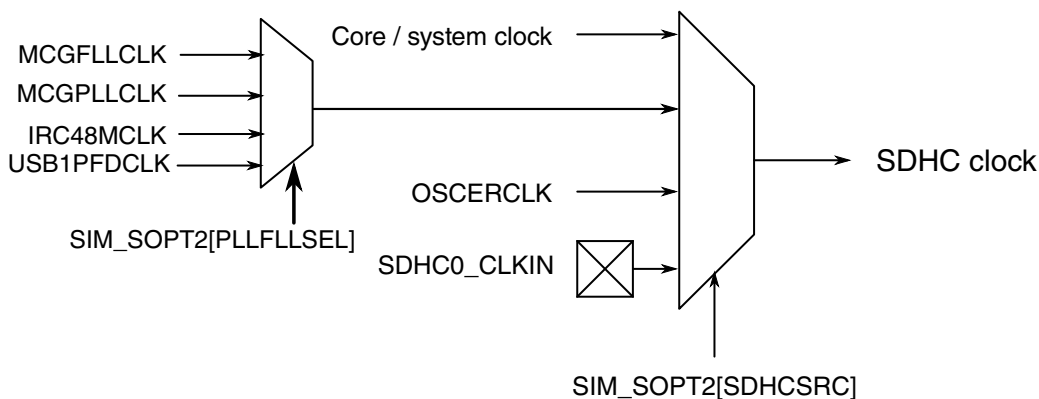 Core / system clock
MCGFLLCLK
MCGPLLCLK
IRC48MCLK
USB1PFDCLK
SDHC clock
OSCERCLK
SIM_SOPT2[PLLFLLSEL]
SDHC0_CLKIN
SIM_SOPT2[SDHCSRC]